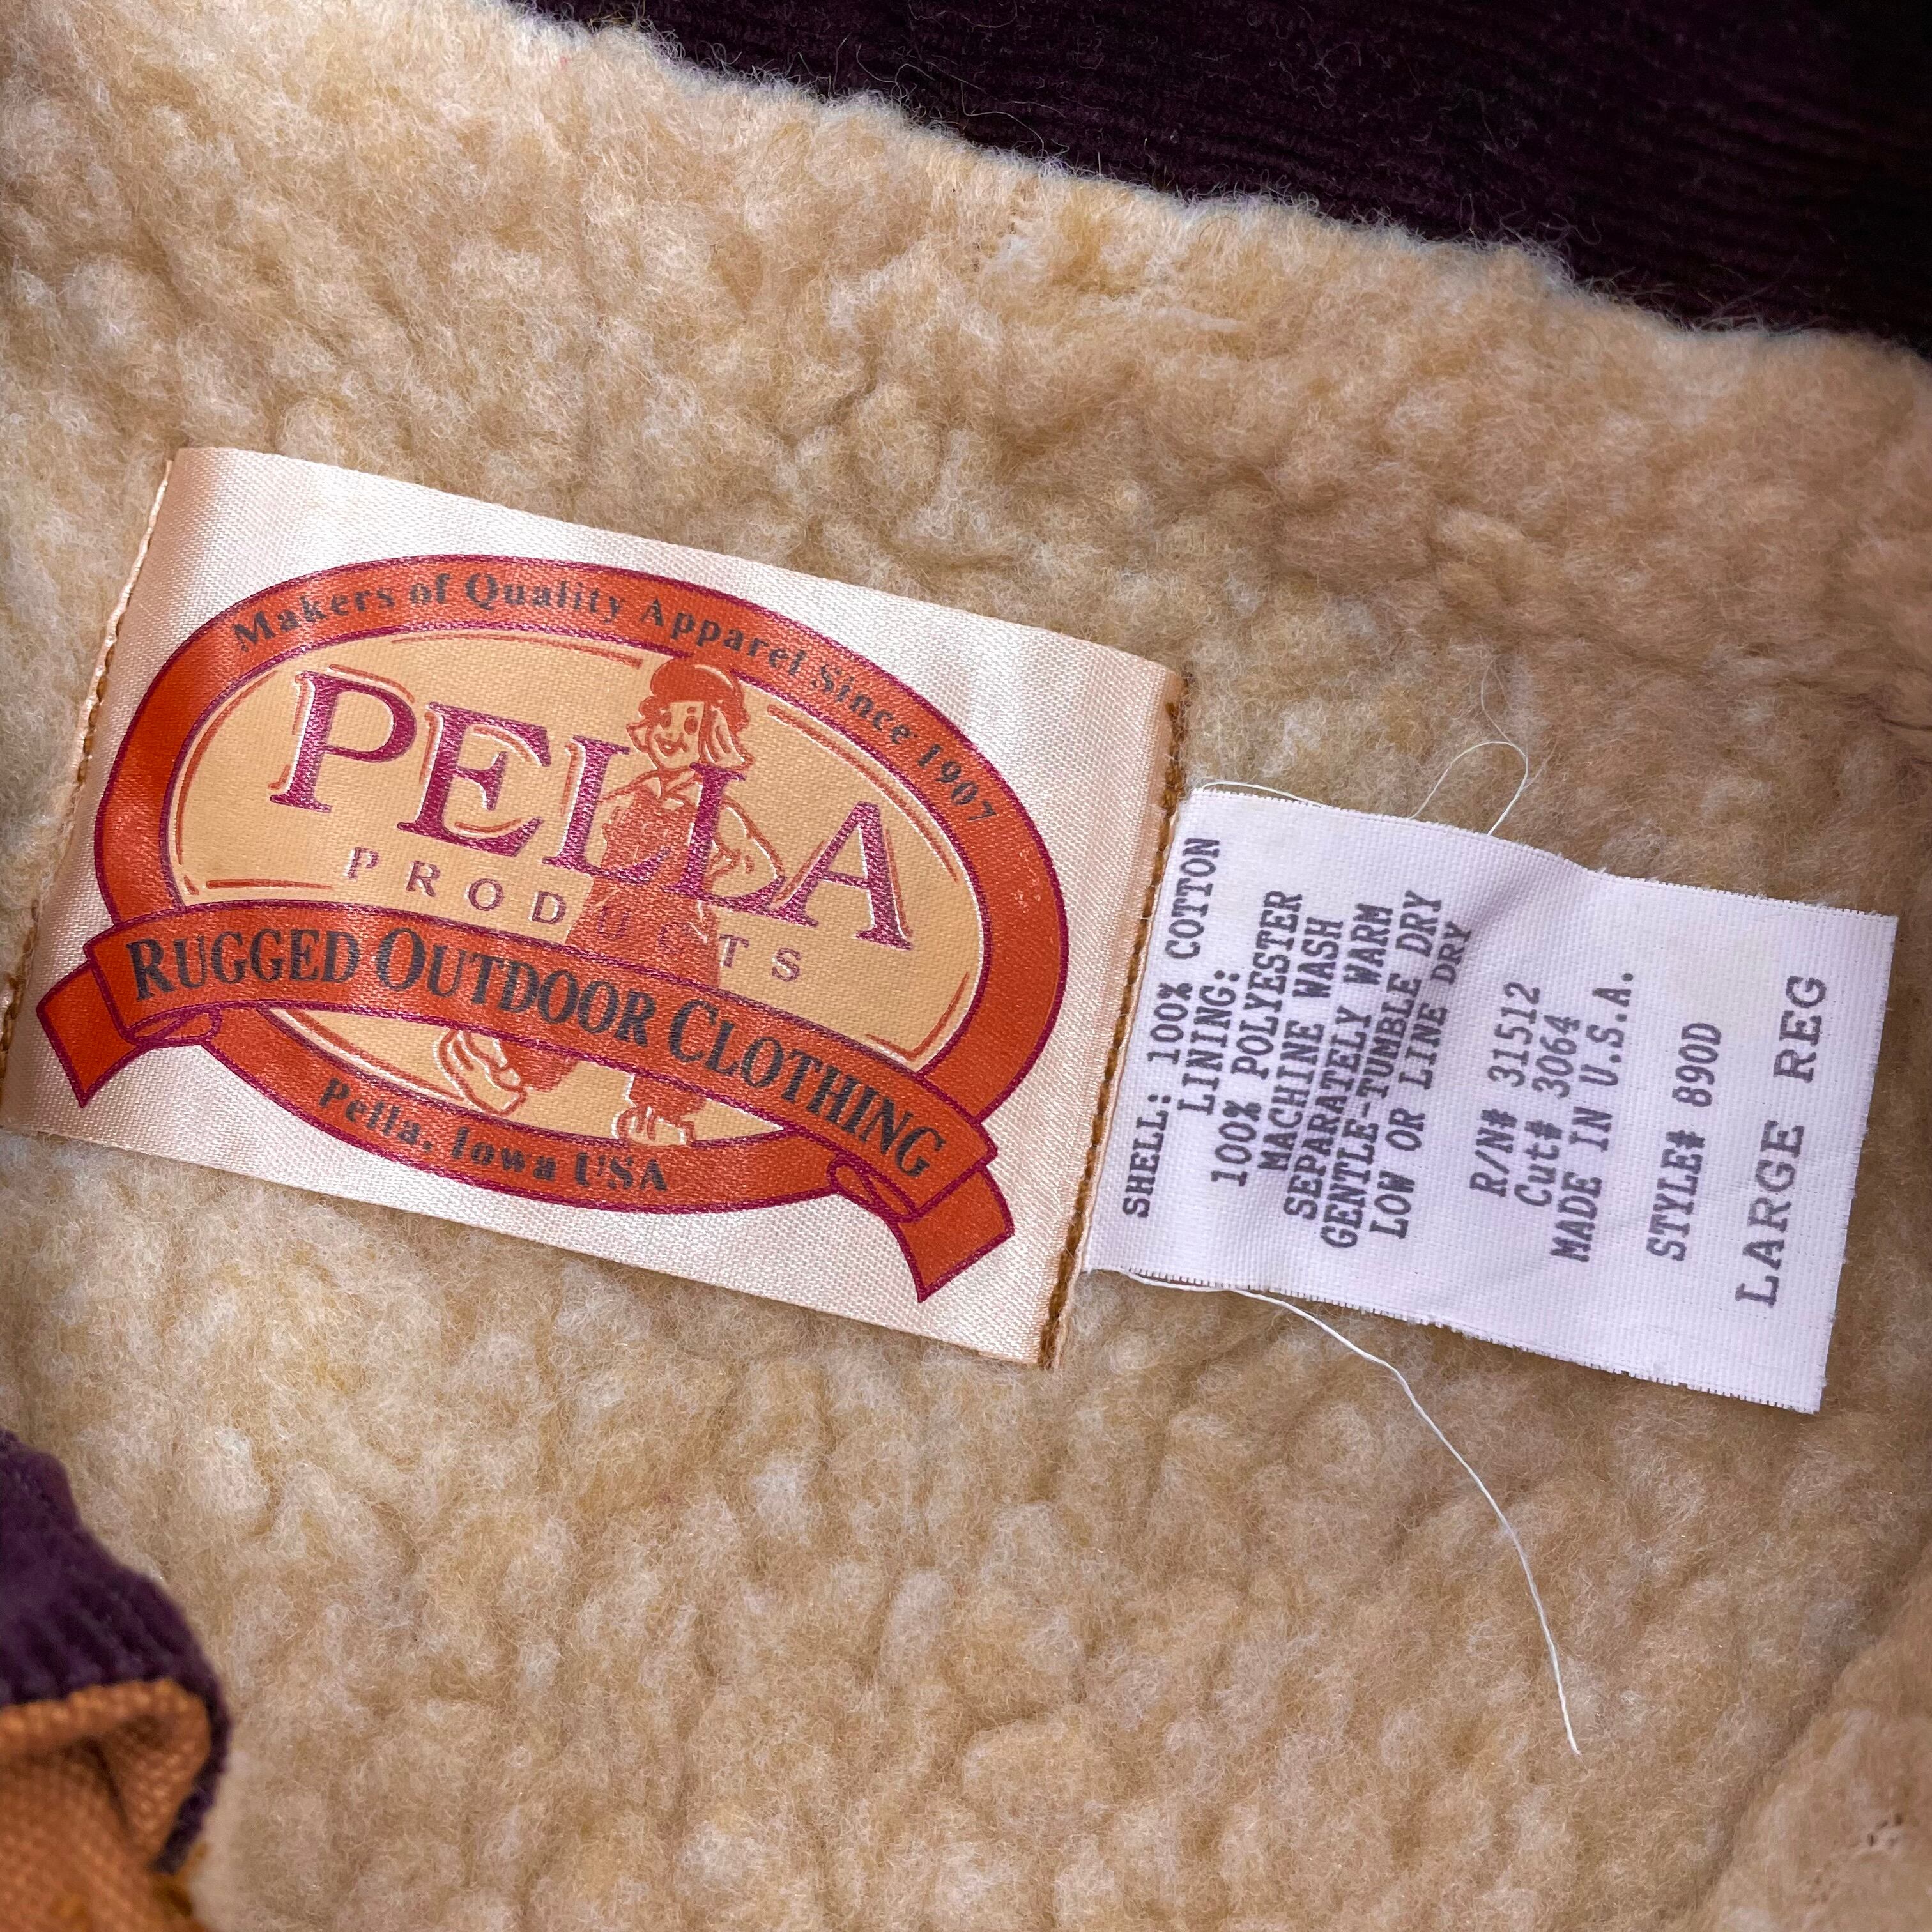 Makers of Quality Apparel Since 1907
PELLA
PRODUCTS
RUGGED OUTDOOR CLOTHING
Pella, Iowa USA
SHELL: 100% COTTON
LINING:
100% POLYESTER
MACHINE WASH
SEPARATELY WARM
GENTLE-TUMBLE DRY
LOW OR LINE DRY
R/N# 31512
Cut# 3064
MADE IN U.S.A.
STYLE# 890D
LARGE REG